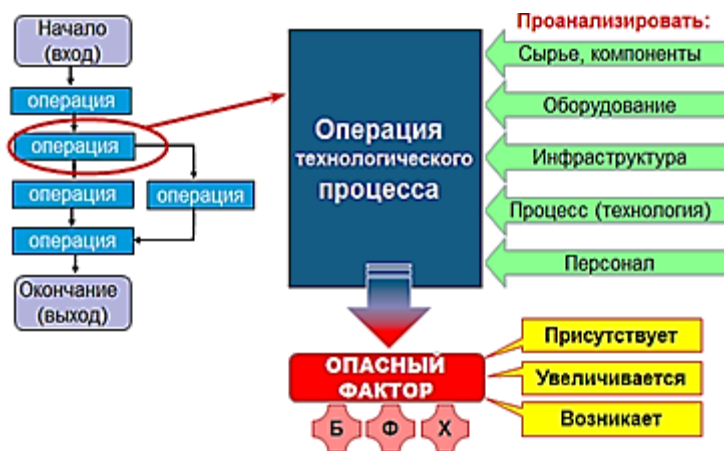 Начало
(вход)
операция
операция
операция
операция
операция
Окончание
(выход)
Операция
технологического
процесса
Проанализировать:
Сырье, компоненты
Оборудование
Инфраструктура
Процесс (технология)
Персонал
ОПАСНЫЙ
ФАКТОР
Б Ф Х
Присутствует
Увеличивается
Возникает